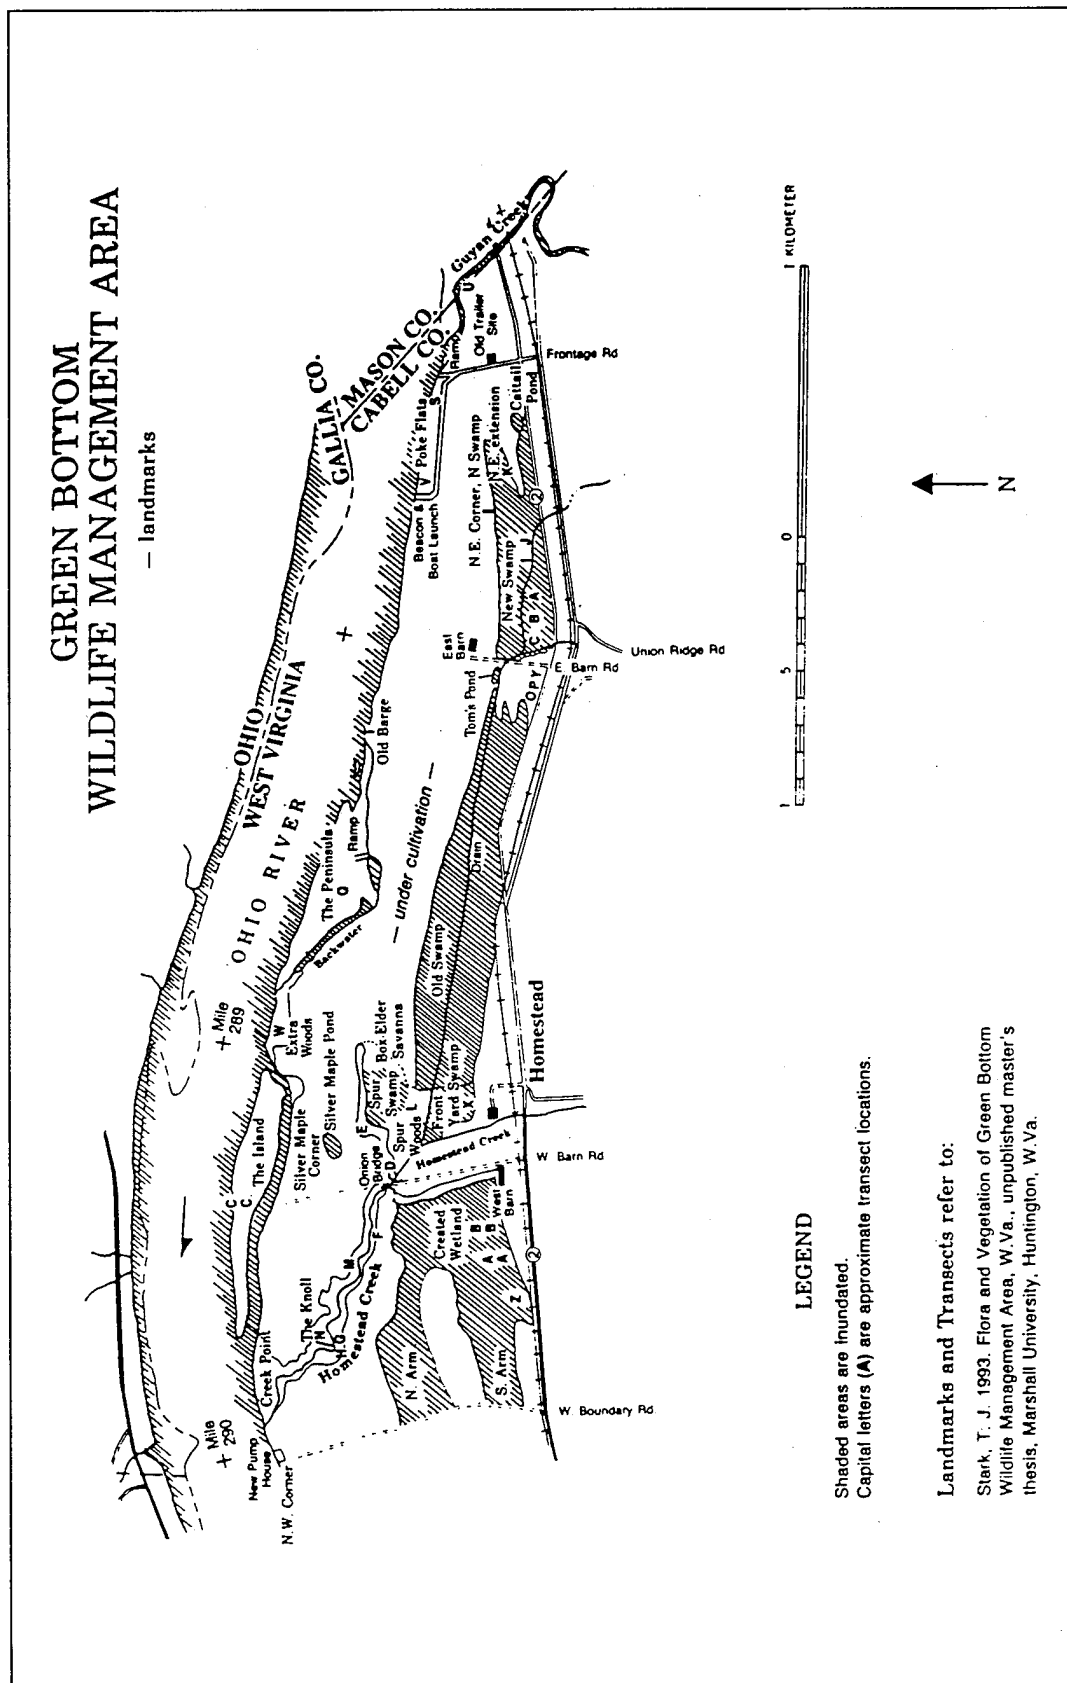 GREEN BOTTOM
WILDLIFE MANAGEMENT AREA
– landmarks
GALLIA CO.
MASON CO.
CABELL CO.
OHIO
WEST VIRGINIA
OHIO RIVER
Guyan Creek
U
Ramp
Old Trailer
Site
Frontage Rd
S
Poke Flats
V
Beacon &
Boat Launch
N.E. Corner, N Swamp
N.E. extension
K
Cattail
Pond
2
New Swamp
I J
C B A
East
Barn
Union Ridge Rd
E. Barn Rd
Tom's Pond
O P Y
Old Barge
T
Ramp
The Peninsula
Q
Backwater
– under cultivation –
Drain
Old Swamp
+ Mile
289
W
Extra
Woods
Silver Maple Pond
Silver Maple
Corner
The Island
C
C
Box-Elder
Savanna
Spur
Swamp
Spur
Woods
L
E
Onion
Bridge
D
Front
Yard Swamp
X
Homestead
Homestead Creek
W. Barn Rd
West
Barn
Created
Wetland
B
B
A
A
Z
2
F
M
The Knoll
N
H G
Homestead Creek
Creek Point
N. Arm
S. Arm
W. Boundary Rd.
+ Mile
290
New Pump
House
N.W. Corner
1 KILOMETER
0
5
1
N
LEGEND
Shaded areas are inundated.
Capital letters (A) are approximate transect locations.
Landmarks and Transects refer to:
Stark, T. J. 1993. Flora and Vegetation of Green Bottom
Wildlife Management Area, W.Va., unpublished master's
thesis, Marshall University, Huntington, W.Va.